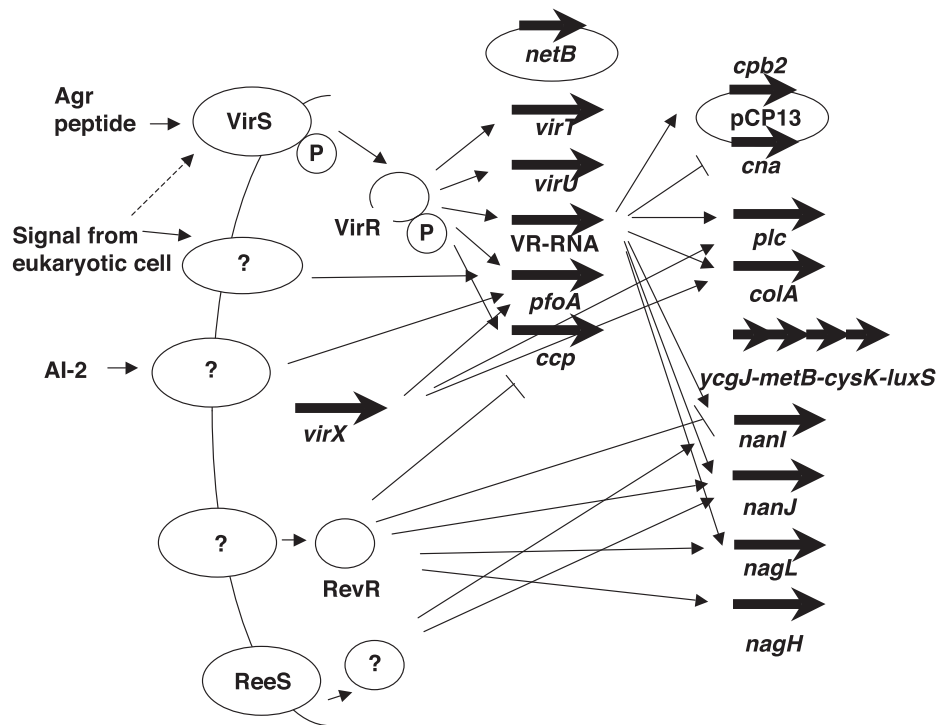 netB
cpb2
pCP13
cna
Agr
peptide
VirS
P
virT
virU
VirR
P
VR-RNA
plc
Signal from
eukaryotic cell
?
pfoA
colA
ccp
AI-2
?
ycgJ-metB-cysK-luxS
virX
nanI
nanJ
?
RevR
nagL
nagH
ReeS
?